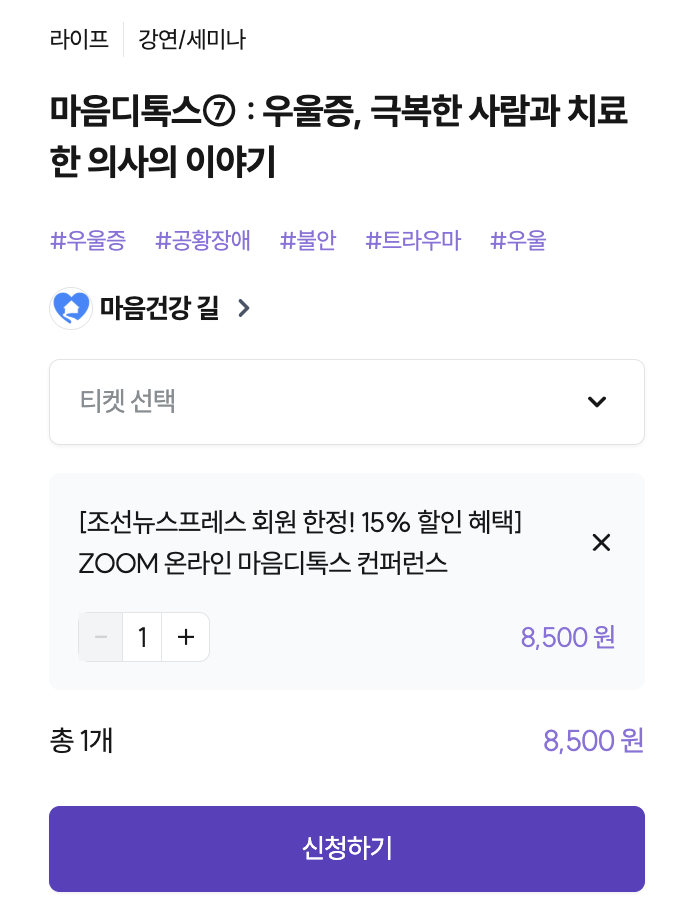 라이프 강연/세미나
마음디톡스⑦ : 우울증, 극복한 사람과 치료
한 의사의 이야기
#우울증 #공황장애 #불안 #트라우마 #우울
마음건강 길
티켓 선택
[조선뉴스프레스 회원 한정! 15% 할인 혜택]
ZOOM 온라인 마음디톡스 컨퍼런스
− 1 + 8,500 원
총 1개 8,500 원
신청하기